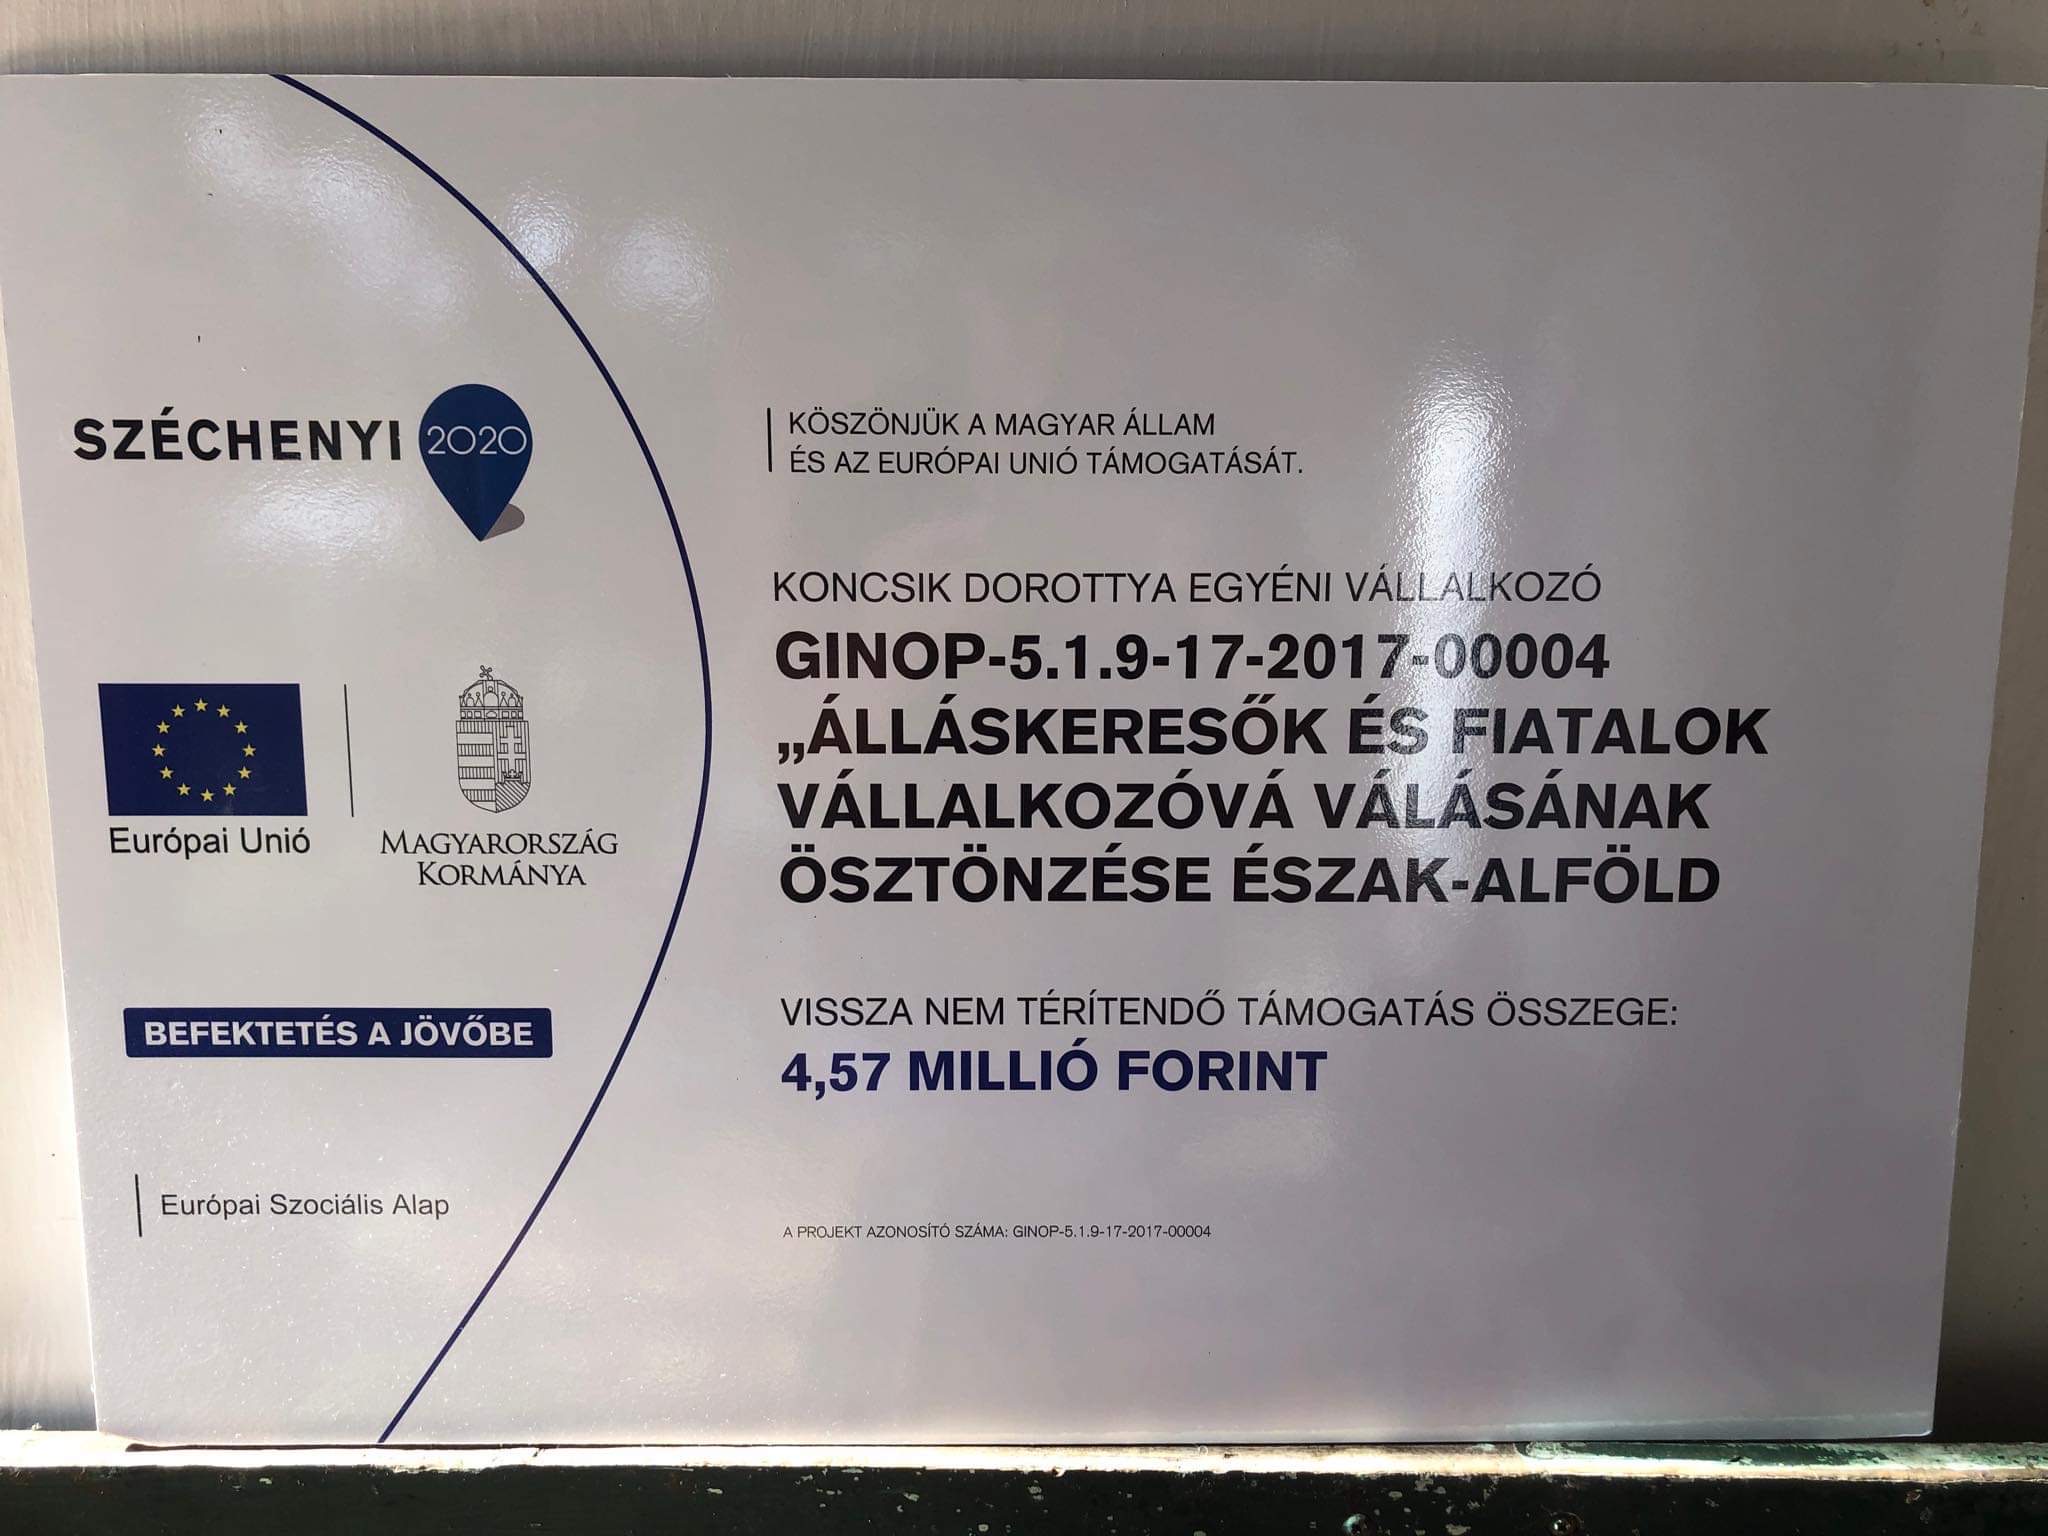 SZÉCHENYI 2020
Európai Unió
MAGYARORSZÁG
KORMÁNYA
BEFEKTETÉS A JÖVŐBE
Európai Szociális Alap
KÖSZÖNJÜK A MAGYAR ÁLLAM
ÉS AZ EURÓPAI UNIÓ TÁMOGATÁSÁT.
KONCSIK DOROTTYA EGYÉNI VÁLLALKOZÓ
GINOP-5.1.9-17-2017-00004
„ÁLLÁSKERESŐK ÉS FIATALOK
VÁLLALKOZÓVÁ VÁLÁSÁNAK
ÖSZTÖNZÉSE ÉSZAK-ALFÖLD
VISSZA NEM TÉRÍTENDŐ TÁMOGATÁS ÖSSZEGE:
4,57 MILLIÓ FORINT
A PROJEKT AZONOSÍTÓ SZÁMA: GINOP-5.1.9-17-2017-00004